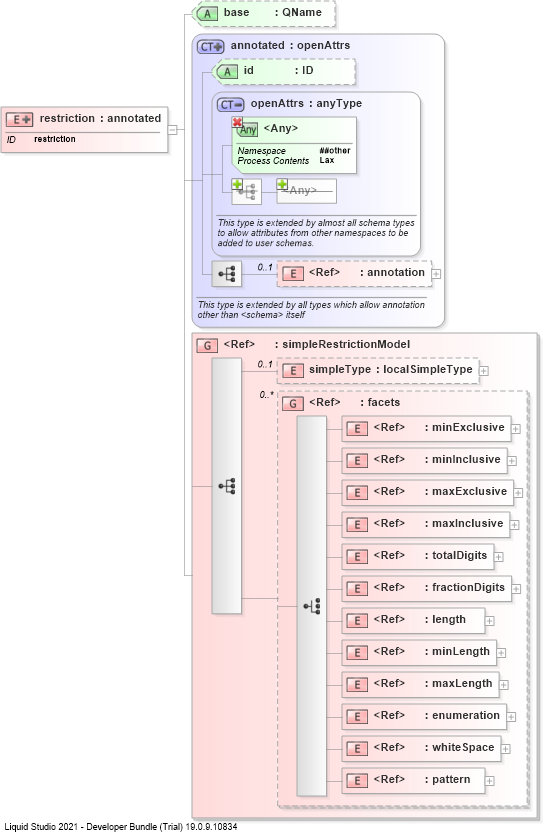 A base : QName
CT annotated : openAttrs
A id : ID
CT openAttrs : anyType
E restriction : annotated
ID restriction
Any <Any>
Namespace ##other
Process Contents Lax
<Any>
This type is extended by almost all schema types
to allow attributes from other namespaces to be
added to user schemas.
0..1 E <Ref> : annotation
This type is extended by all types which allow annotation
other than <schema> itself
G <Ref> : simpleRestrictionModel
0..1 E simpleType : localSimpleType
0..* G <Ref> : facets
E <Ref> : minExclusive
E <Ref> : minInclusive
E <Ref> : maxExclusive
E <Ref> : maxInclusive
E <Ref> : totalDigits
E <Ref> : fractionDigits
E <Ref> : length
E <Ref> : minLength
E <Ref> : maxLength
E <Ref> : enumeration
E <Ref> : whiteSpace
E <Ref> : pattern
Liquid Studio 2021 - Developer Bundle (Trial) 19.0.9.10834